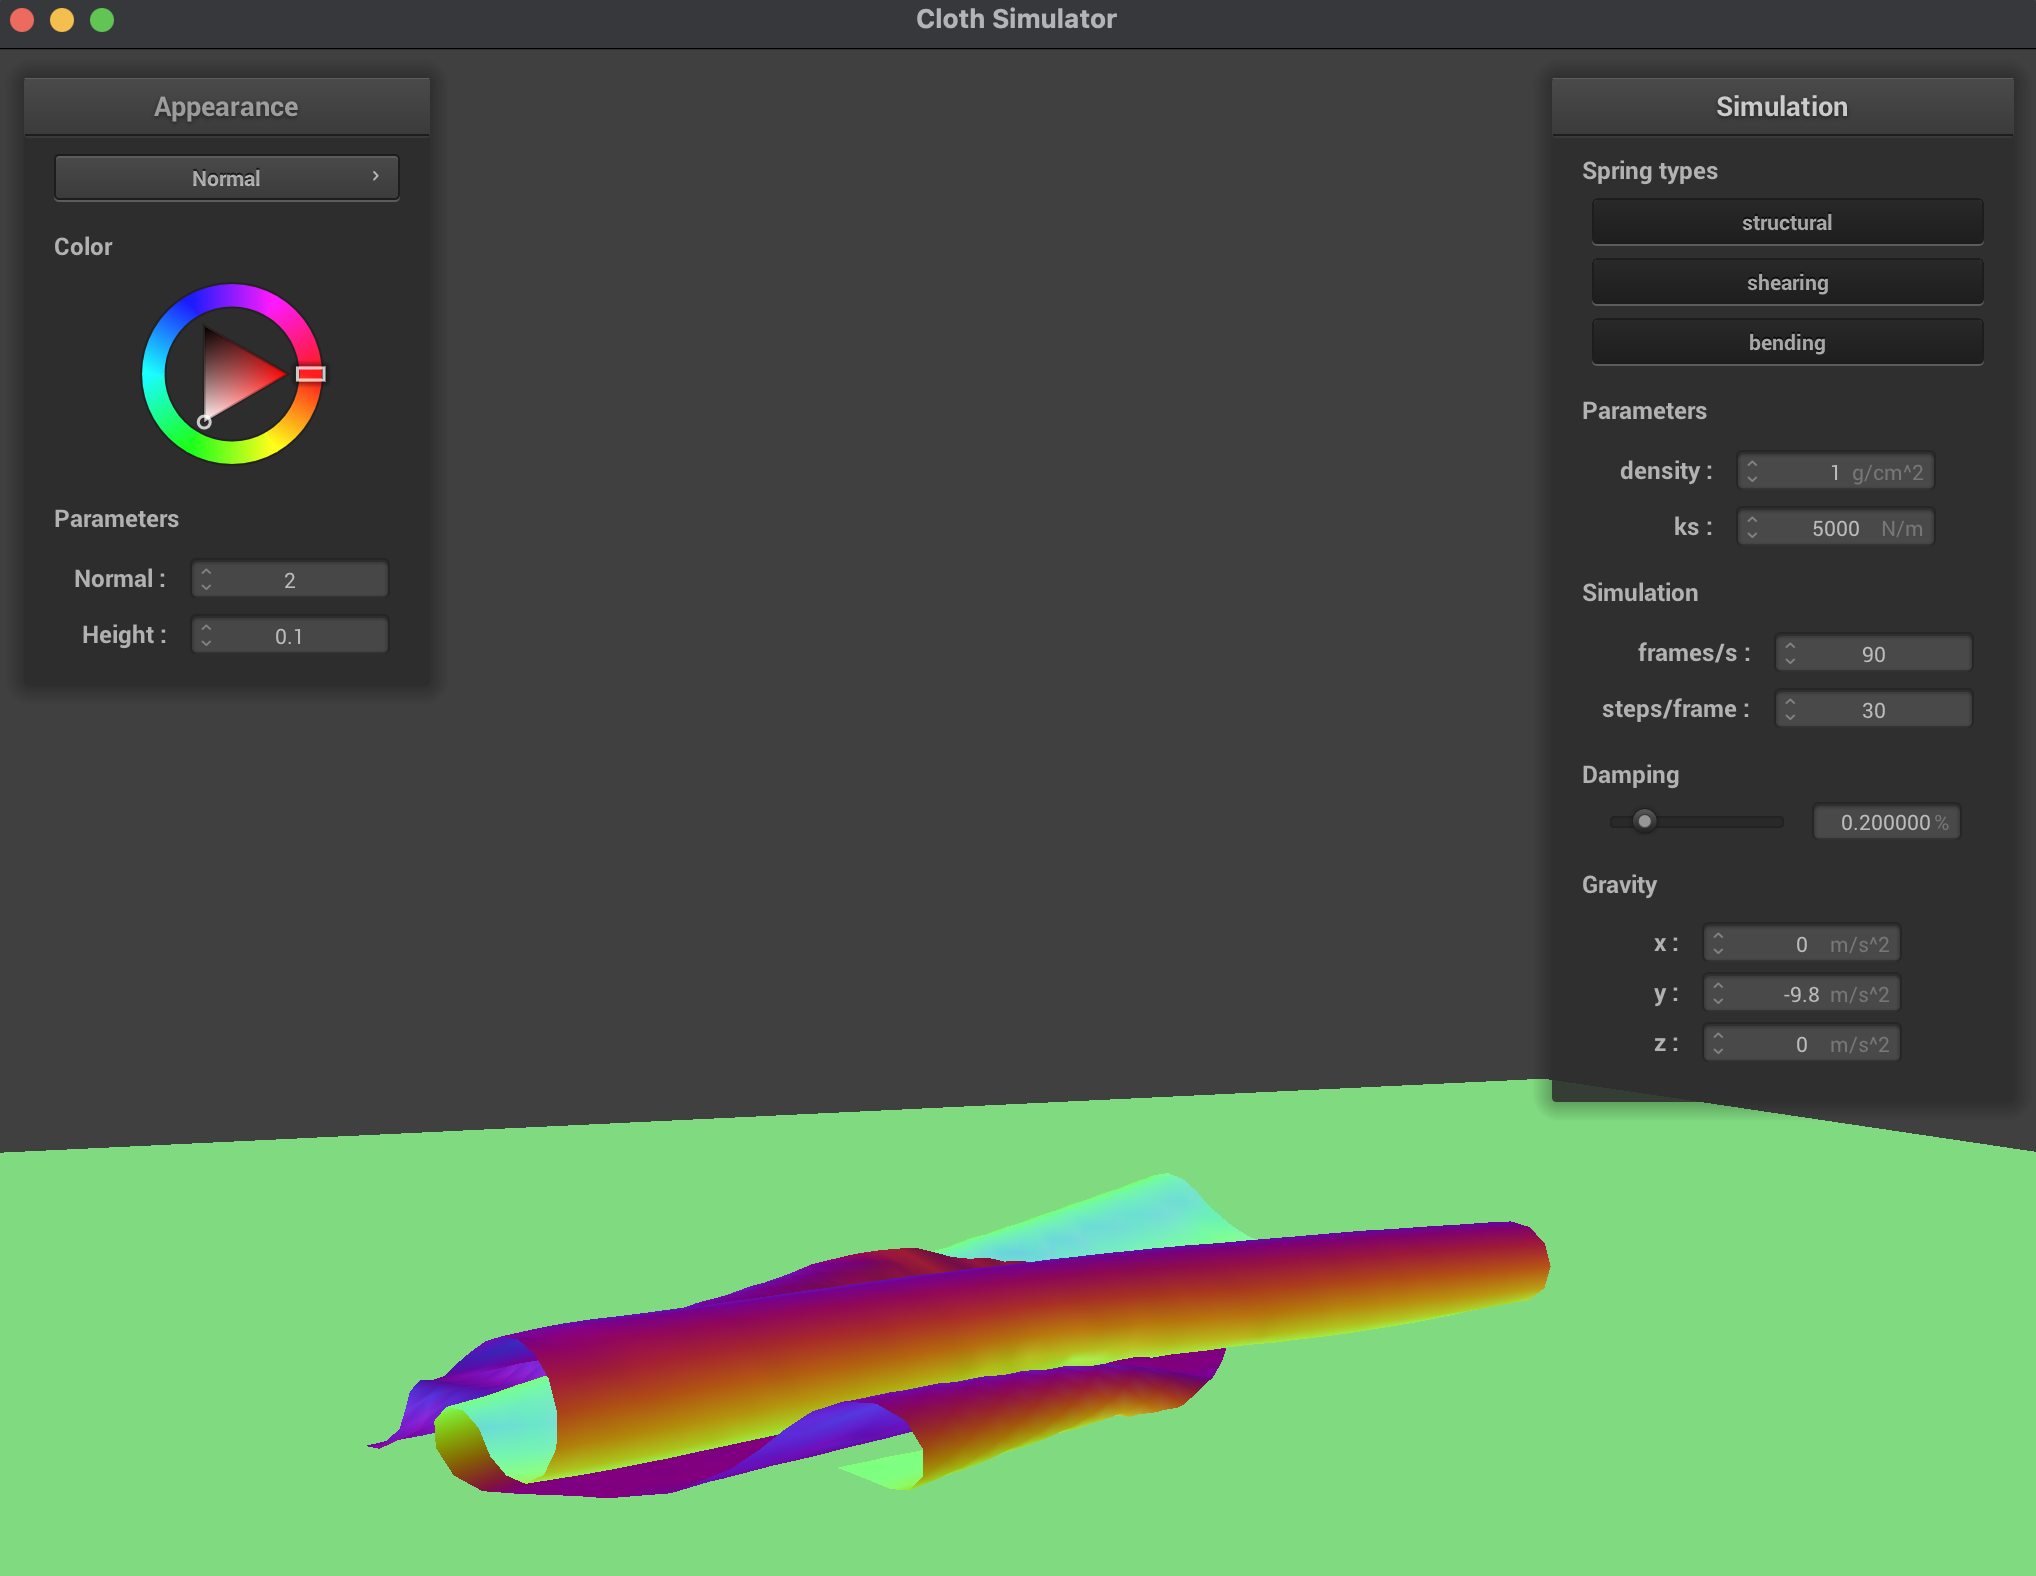 Cloth Simulator
Appearance
Normal
Color
Parameters
Normal : 2
Height : 0.1
Simulation
Spring types
structural
shearing
bending
Parameters
density : 1 g/cm^2
ks : 5000 N/m
Simulation
frames/s : 90
steps/frame : 30
Damping
0.200000 %
Gravity
x : 0 m/s^2
y : -9.8 m/s^2
z : 0 m/s^2